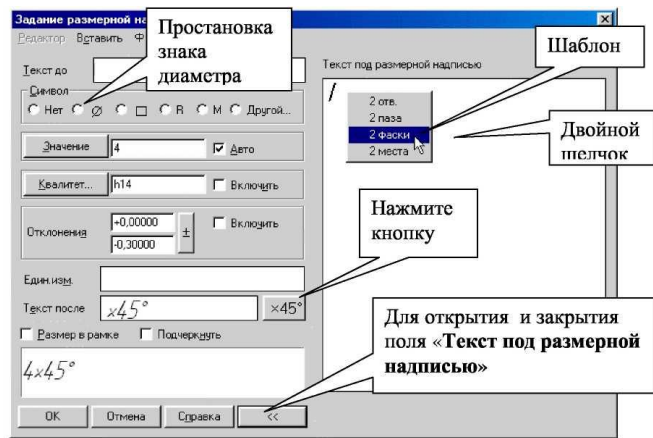 Задание размерной на
Редактор Вставить Ф
Простановка
знака
диаметра
Шаблон
Текст до
Текст под размерной надписью
Символ
Нет ∅ □ R M Другой...
2 отв.
2 паза
2 фаски
2 места
Двойной
щелчок
Значение 4 Авто
Квалитет... h14 Включить
Нажмите
кнопку
Отклонения +0,00000 ± Включить
-0,30000
Един.изм.
Текст после ×45° ×45°
Размер в рамке Подчеркнуть
4×45°
Для открытия и закрытия
поля «Текст под размерной
надписью»
OK Отмена Справка <<